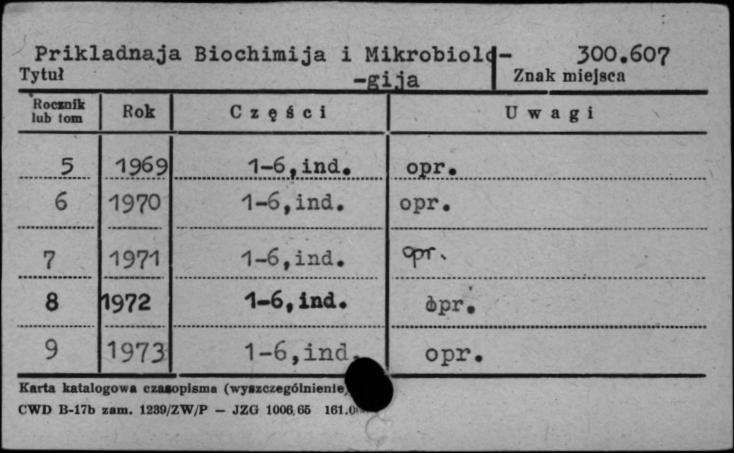 Prikladnaja Biochimija i Mikrobiolo- 300.607
Tytuł -gija Znak miejsca
Rocznik lub tom Rok Części Uwagi
5 1969 1-6,ind. opr.
6 1970 1-6,ind. opr.
7 1971 1-6,ind. opr.
8 1972 1-6,ind. opr.
9 1973 1-6,ind. opr.
Karta katalogowa czasopisma (wyszczególnienie
CWD B-17b zam. 1239/ZW/P — JZG 1006.65